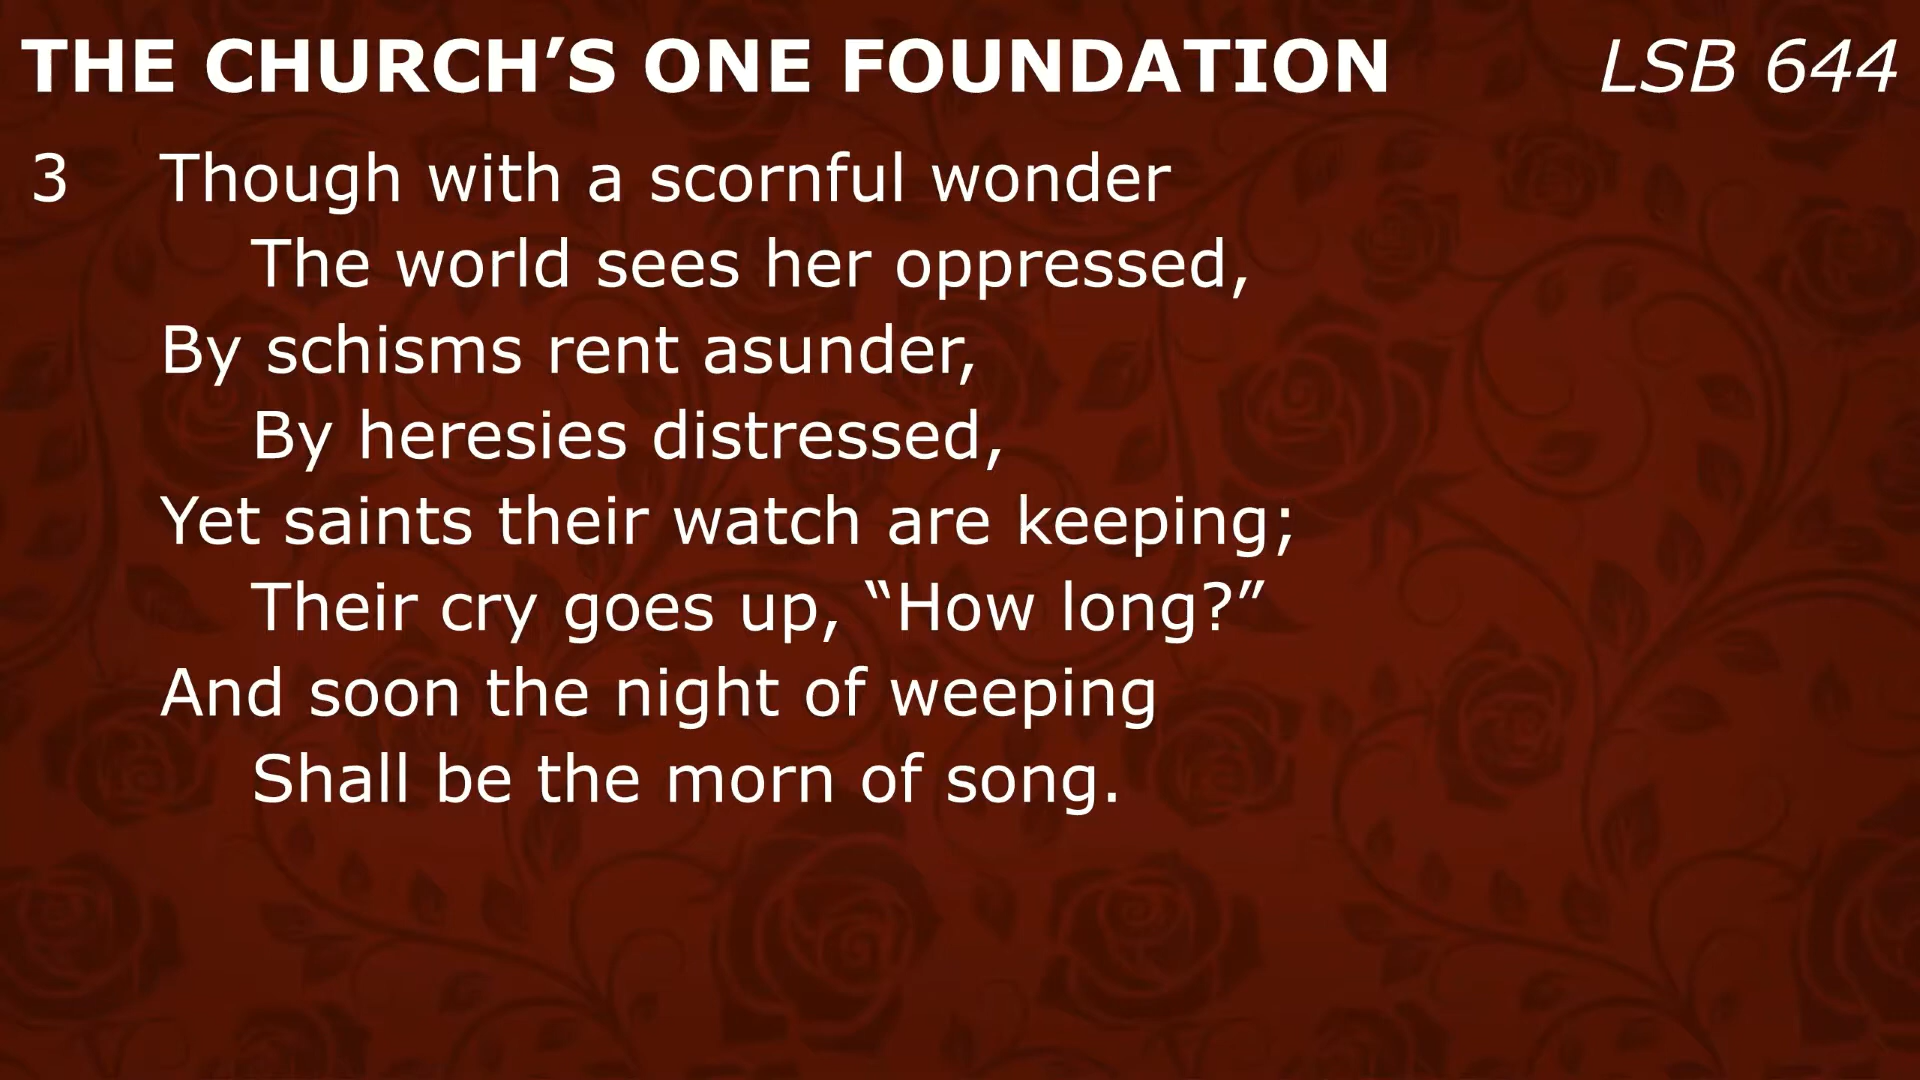 THE CHURCH’S ONE FOUNDATION LSB 644
3 Though with a scornful wonder
The world sees her oppressed,
By schisms rent asunder,
By heresies distressed,
Yet saints their watch are keeping;
Their cry goes up, “How long?”
And soon the night of weeping
Shall be the morn of song.